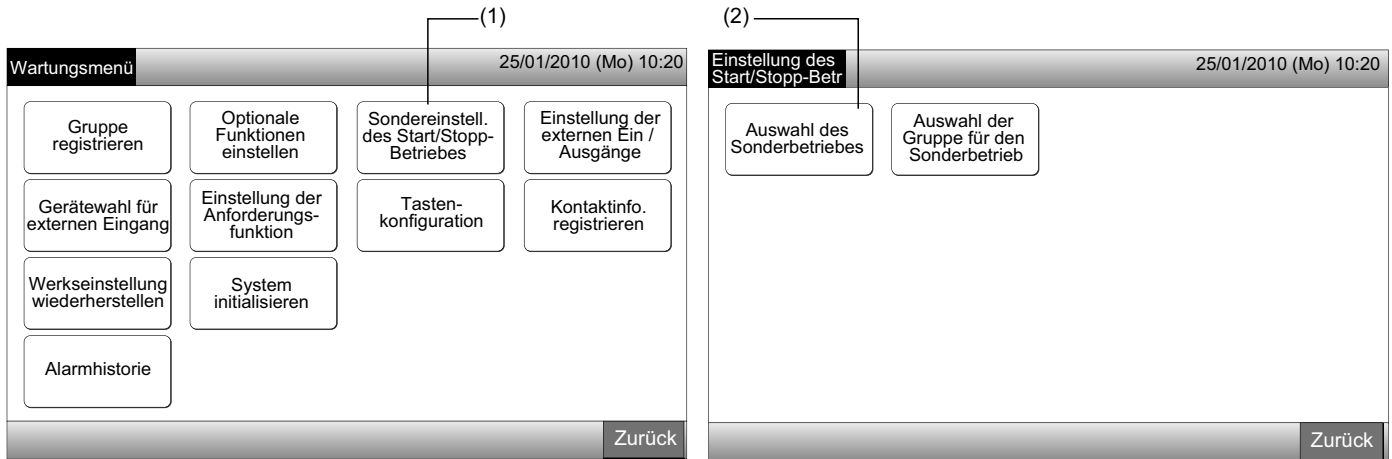 (1)
Wartungsmenü
25/01/2010 (Mo) 10:20
Gruppe
registrieren
Optionale
Funktionen
einstellen
Sondereinstell.
des Start/Stopp-
Betriebes
Einstellung der
externen Ein /
Ausgänge
Gerätewahl für
externen Eingang
Einstellung der
Anforderungs-
funktion
Tasten-
konfiguration
Kontaktinfo.
registrieren
Werkseinstellung
wiederherstellen
System
initialisieren
Alarmhistorie
Zurück
(2)
Einstellung des
Start/Stopp-Betr
25/01/2010 (Mo) 10:20
Auswahl des
Sonderbetriebes
Auswahl der
Gruppe für den
Sonderbetrieb
Zurück